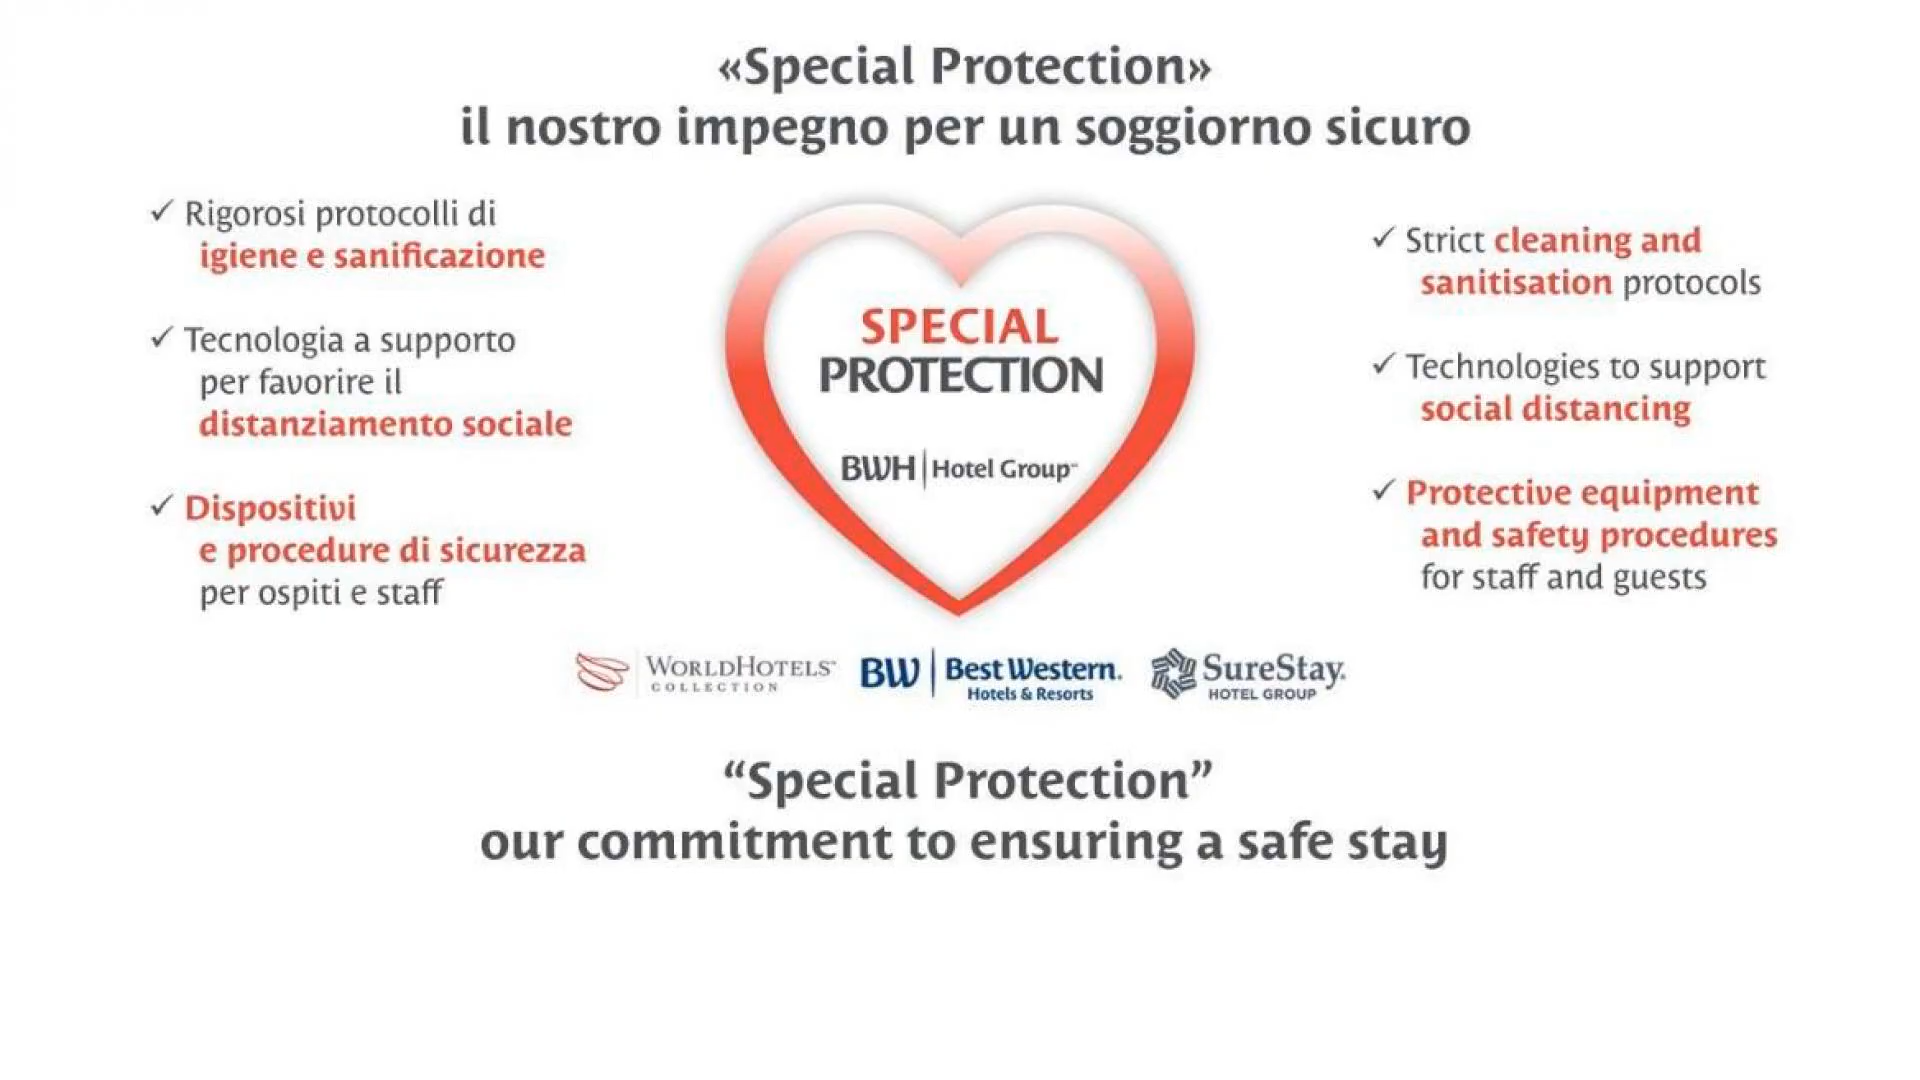 «Special Protection»
il nostro impegno per un soggiorno sicuro
✓ Rigorosi protocolli di
igiene e sanificazione
✓ Tecnologia a supporto
per favorire il
distanziamento sociale
✓ Dispositivi
e procedure di sicurezza
per ospiti e staff
SPECIAL
PROTECTION
BWH | Hotel Group™
✓ Strict cleaning and
sanitisation protocols
✓ Technologies to support
social distancing
✓ Protective equipment
and safety procedures
for staff and guests
WORLDHOTELS™
COLLECTION
BW | Best Western.
Hotels & Resorts
SureStay.
HOTEL GROUP
“Special Protection”
our commitment to ensuring a safe stay